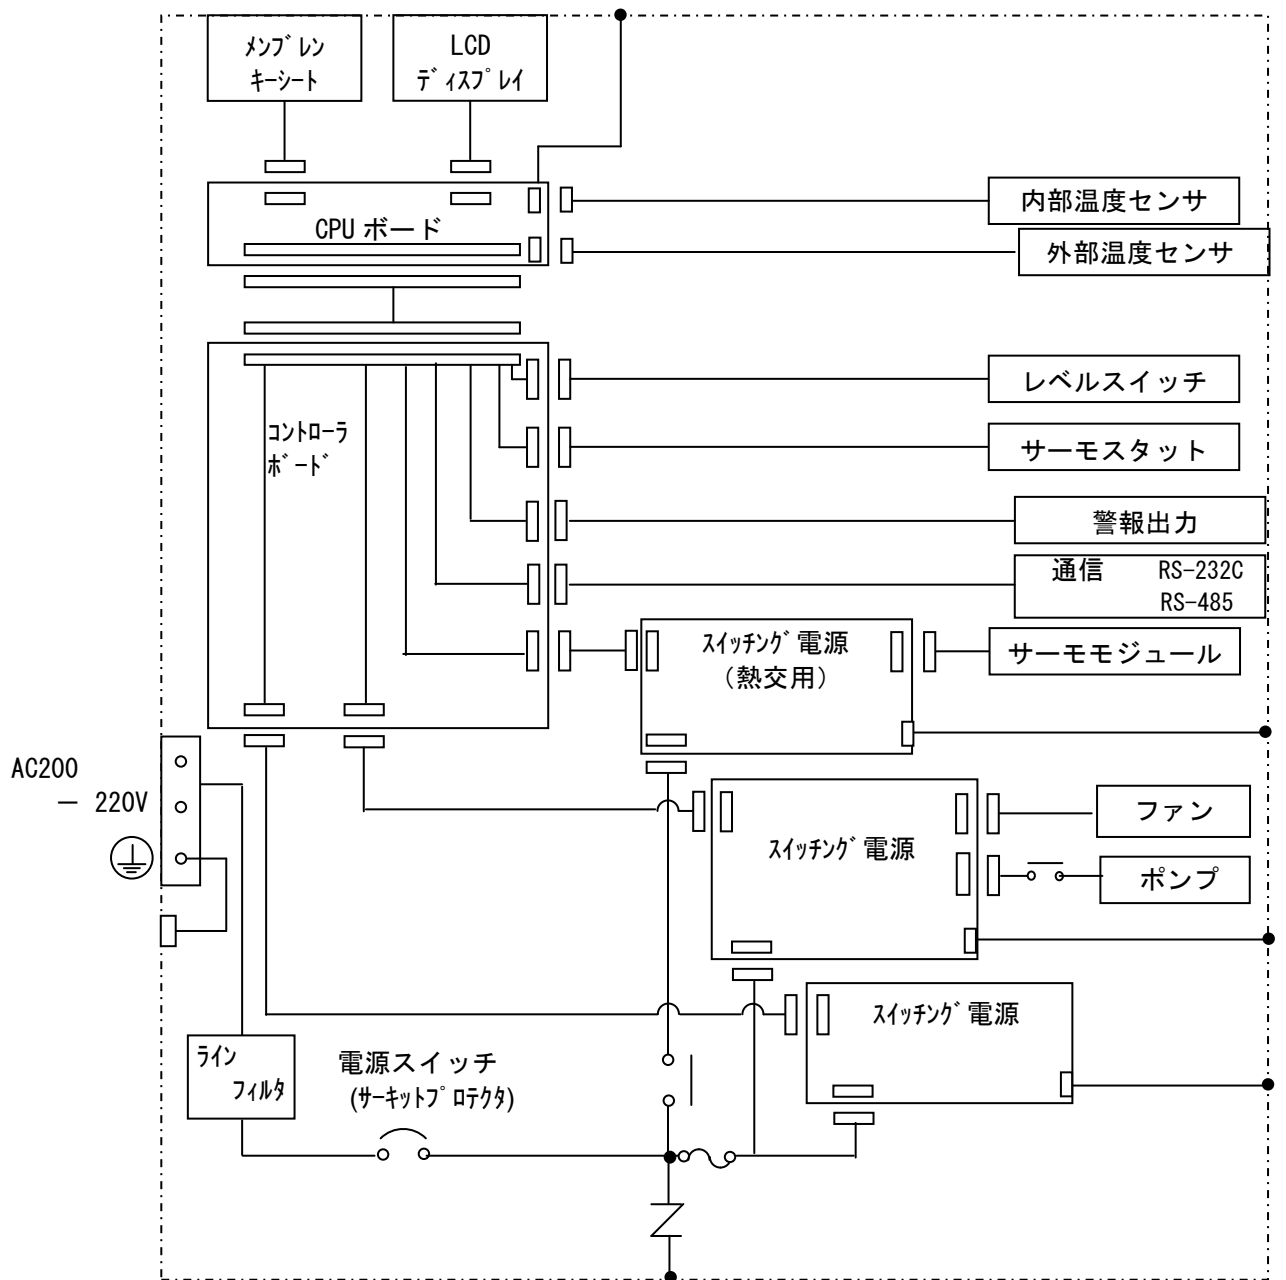 ﾒﾝﾌﾞﾚﾝ
ｷｰｼｰﾄ
LCD
ﾃﾞｨｽﾌﾟﾚｲ
CPU ボード
内部温度センサ
外部温度センサ
ｺﾝﾄﾛｰﾗ
ﾎﾞｰﾄﾞ
レベルスイッチ
サーモスタット
警報出力
通信 RS-232C
RS-485
ｽｲｯﾁﾝｸﾞ電源
(熱交用)
サーモモジュール
AC200
－ 220V
ｽｲｯﾁﾝｸﾞ電源
ファン
ポンプ
ｽｲｯﾁﾝｸﾞ電源
ﾗｲﾝ
ﾌｨﾙﾀ
電源スイッチ
(ｻｰｷｯﾄﾌﾟﾛﾃｸﾀ)